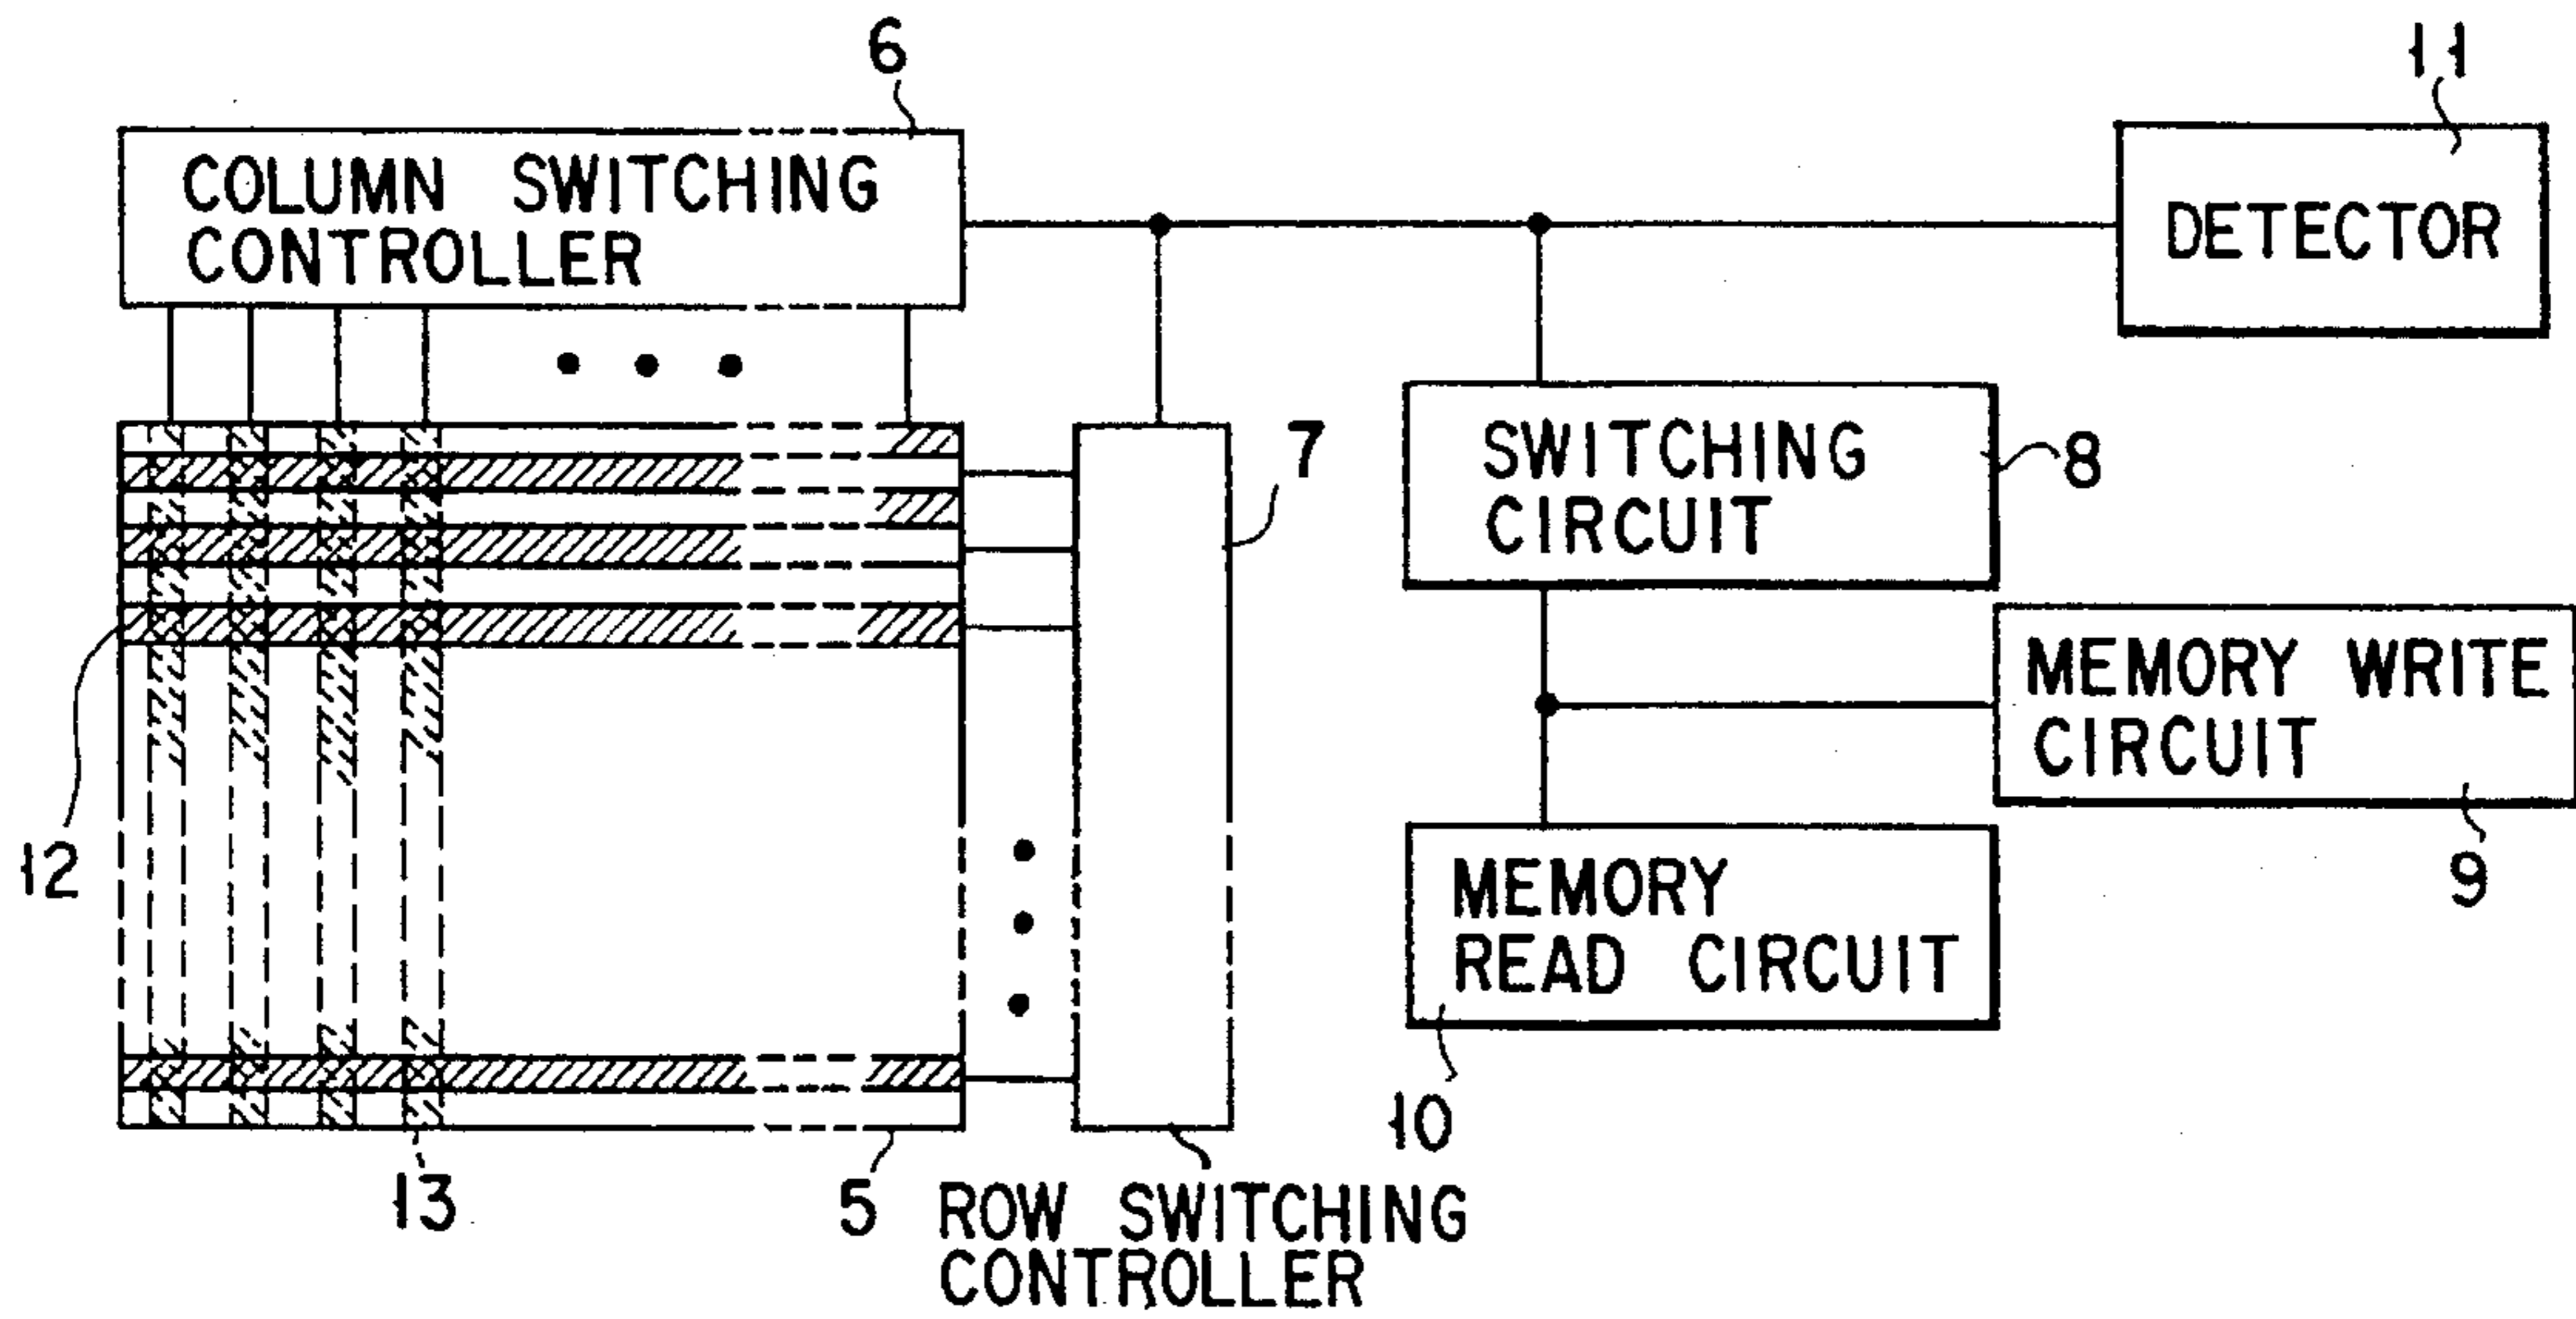 6
11
COLUMN SWITCHING
CONTROLLER
DETECTOR
7
SWITCHING
CIRCUIT
8
MEMORY WRITE
CIRCUIT
9
12
MEMORY
READ CIRCUIT
10
13
5
ROW SWITCHING
CONTROLLER